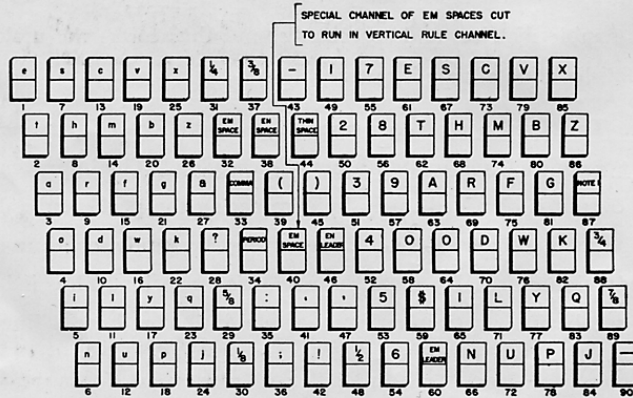 SPECIAL CHANNEL OF EM SPACES CUT
TO RUN IN VERTICAL RULE CHANNEL.
e s c v x 1/4 3/8 — 1 7 E S C V X
1 7 13 19 25 31 37 43 49 55 61 67 73 79 85
t h m b z EM SPACE EN SPACE THIN SPACE 2 8 T H M B Z
2 8 14 20 26 32 38 44 50 56 62 68 74 80 86
a r f g & COMMA ( ) 3 9 A R F G NOTE 1
3 9 15 21 27 33 39 45 51 57 63 69 75 81 87
o d w k ? PERIOD EM SPACE EN LEADER 4 0 O D W K 3/4
4 10 16 22 28 34 40 46 52 58 64 70 76 82 88
i l y q 5/8 : ‘ ’ 5 $ I L Y Q 7/8
5 11 17 23 29 35 41 47 53 59 65 71 77 83 89
n u p j 1/8 ; ! 1/2 6 EM LEADER N U P J —
6 12 18 24 30 36 42 48 54 60 66 72 78 84 90